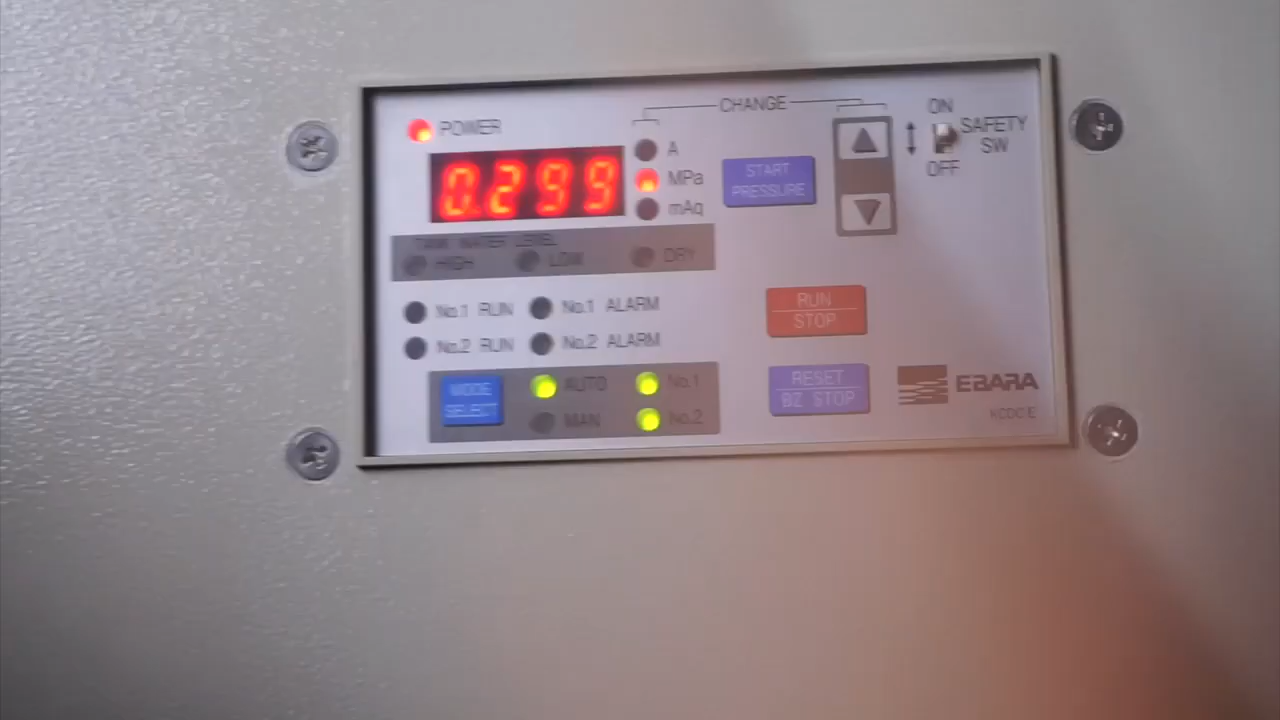 CHANGE
POWER
0.299
A
MPa
mAq
START
PRESSURE
ON
SAFETY
SW
OFF
TANK WATER LEVEL
HIGH LOW DRY
No.1 RUN No.1 ALARM
No.2 RUN No.2 ALARM
RUN
STOP
MODE
SELECT
AUTO No.1
MAN No.2
RESET
BZ STOP
EBARA
KCDC E